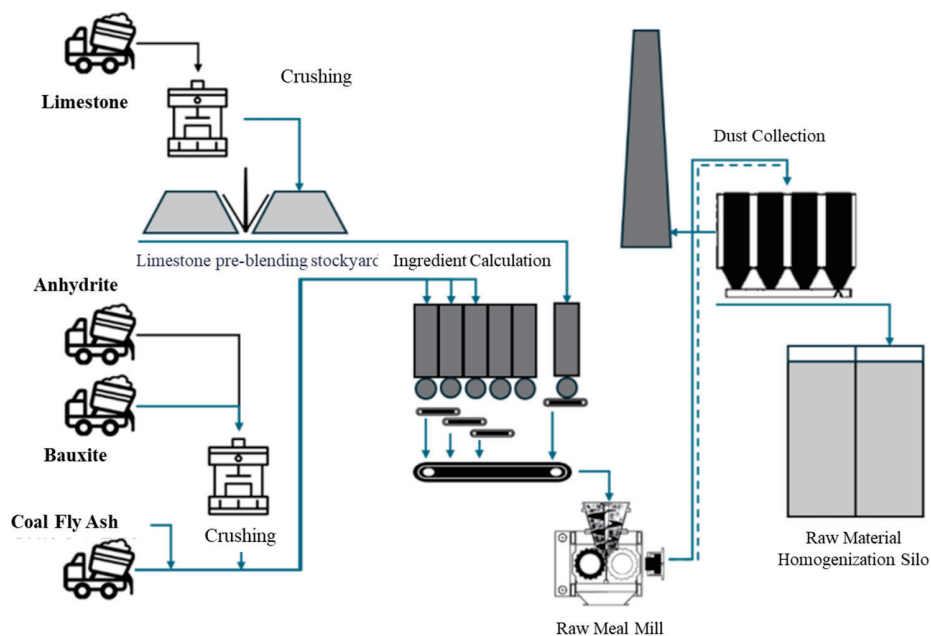 Limestone
Crushing
Dust Collection
Limestone pre-blending stockyard
Ingredient Calculation
Anhydrite
Bauxite
Coal Fly Ash
Crushing
Raw Material
Homogenization Silo
Raw Meal Mill